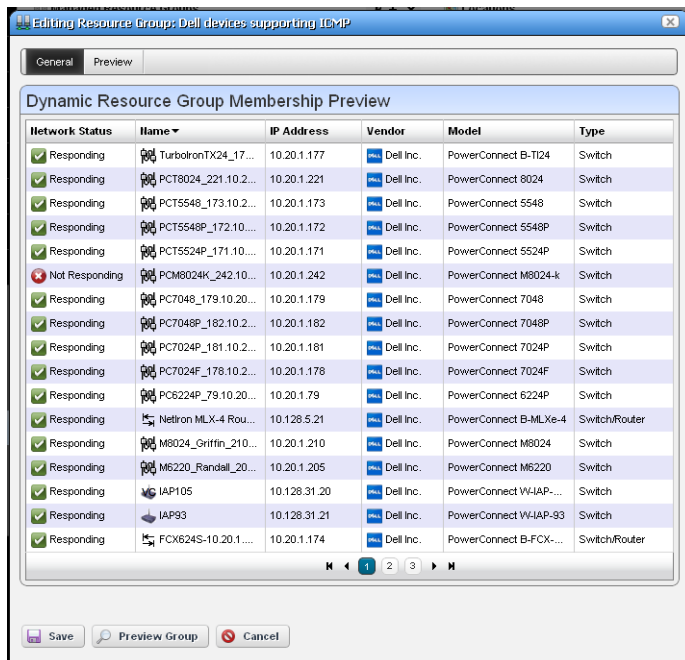 Editing Resource Group: Dell devices supporting ICMP
General Preview
Dynamic Resource Group Membership Preview
Network Status Name IP Address Vendor Model Type
Responding TurboIronTX24_17... 10.20.1.177 Dell Inc. PowerConnect B-TI24 Switch
Responding PCT8024_221.10.2... 10.20.1.221 Dell Inc. PowerConnect 8024 Switch
Responding PCT5548_173.10.2... 10.20.1.173 Dell Inc. PowerConnect 5548 Switch
Responding PCT5548P_172.10.... 10.20.1.172 Dell Inc. PowerConnect 5548P Switch
Responding PCT5524P_171.10.... 10.20.1.171 Dell Inc. PowerConnect 5524P Switch
Not Responding PCM8024K_242.10.... 10.20.1.242 Dell Inc. PowerConnect M8024-k Switch
Responding PC7048_179.10.20... 10.20.1.179 Dell Inc. PowerConnect 7048 Switch
Responding PC7048P_182.10.2... 10.20.1.182 Dell Inc. PowerConnect 7048P Switch
Responding PC7024P_181.10.2... 10.20.1.181 Dell Inc. PowerConnect 7024P Switch
Responding PC7024F_178.10.2... 10.20.1.178 Dell Inc. PowerConnect 7024F Switch
Responding PC6224P_79.10.20... 10.20.1.79 Dell Inc. PowerConnect 6224P Switch
Responding NetIron MLX-4 Rou... 10.128.5.21 Dell Inc. PowerConnect B-MLXe-4 Switch/Router
Responding M8024_Griffin_210... 10.20.1.210 Dell Inc. PowerConnect M8024 Switch
Responding M6220_Randall_20... 10.20.1.205 Dell Inc. PowerConnect M6220 Switch
Responding IAP105 10.128.31.20 Dell Inc. PowerConnect W-IAP-... Switch
Responding IAP93 10.128.31.21 Dell Inc. PowerConnect W-IAP-93 Switch
Responding FCX624S-10.20.1.... 10.20.1.174 Dell Inc. PowerConnect B-FCX-... Switch/Router
1 2 3
Save Preview Group Cancel